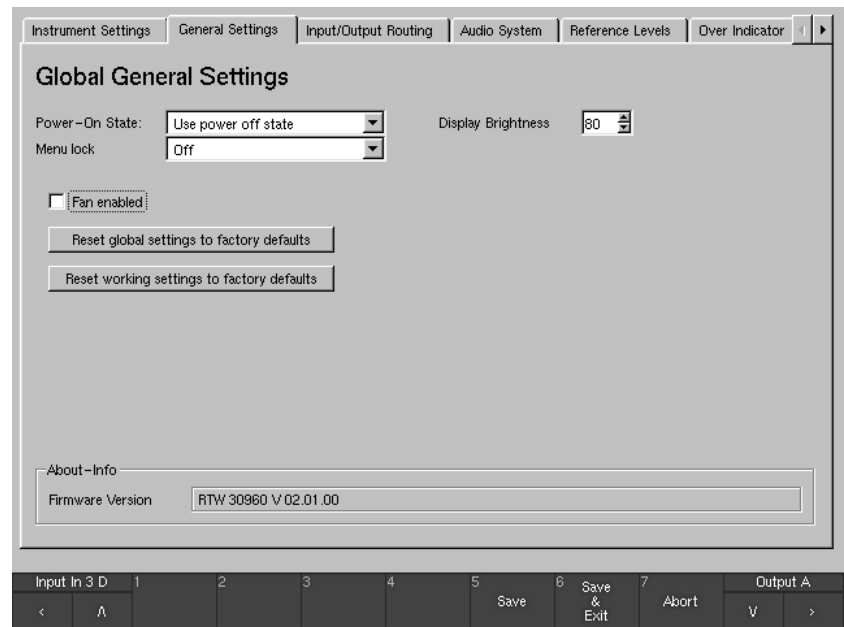 Instrument Settings General Settings Input/Output Routing Audio System Reference Levels Over Indicator
Global General Settings
Power-On State: Use power off state Display Brightness 80
Menu lock Off
Fan enabled
Reset global settings to factory defaults
Reset working settings to factory defaults
About-Info
Firmware Version RTW 30960 V 02.01.00
Input In 3 D 1 2 3 4 5 6 7 Output A
< Λ Save Save & Exit Abort V >